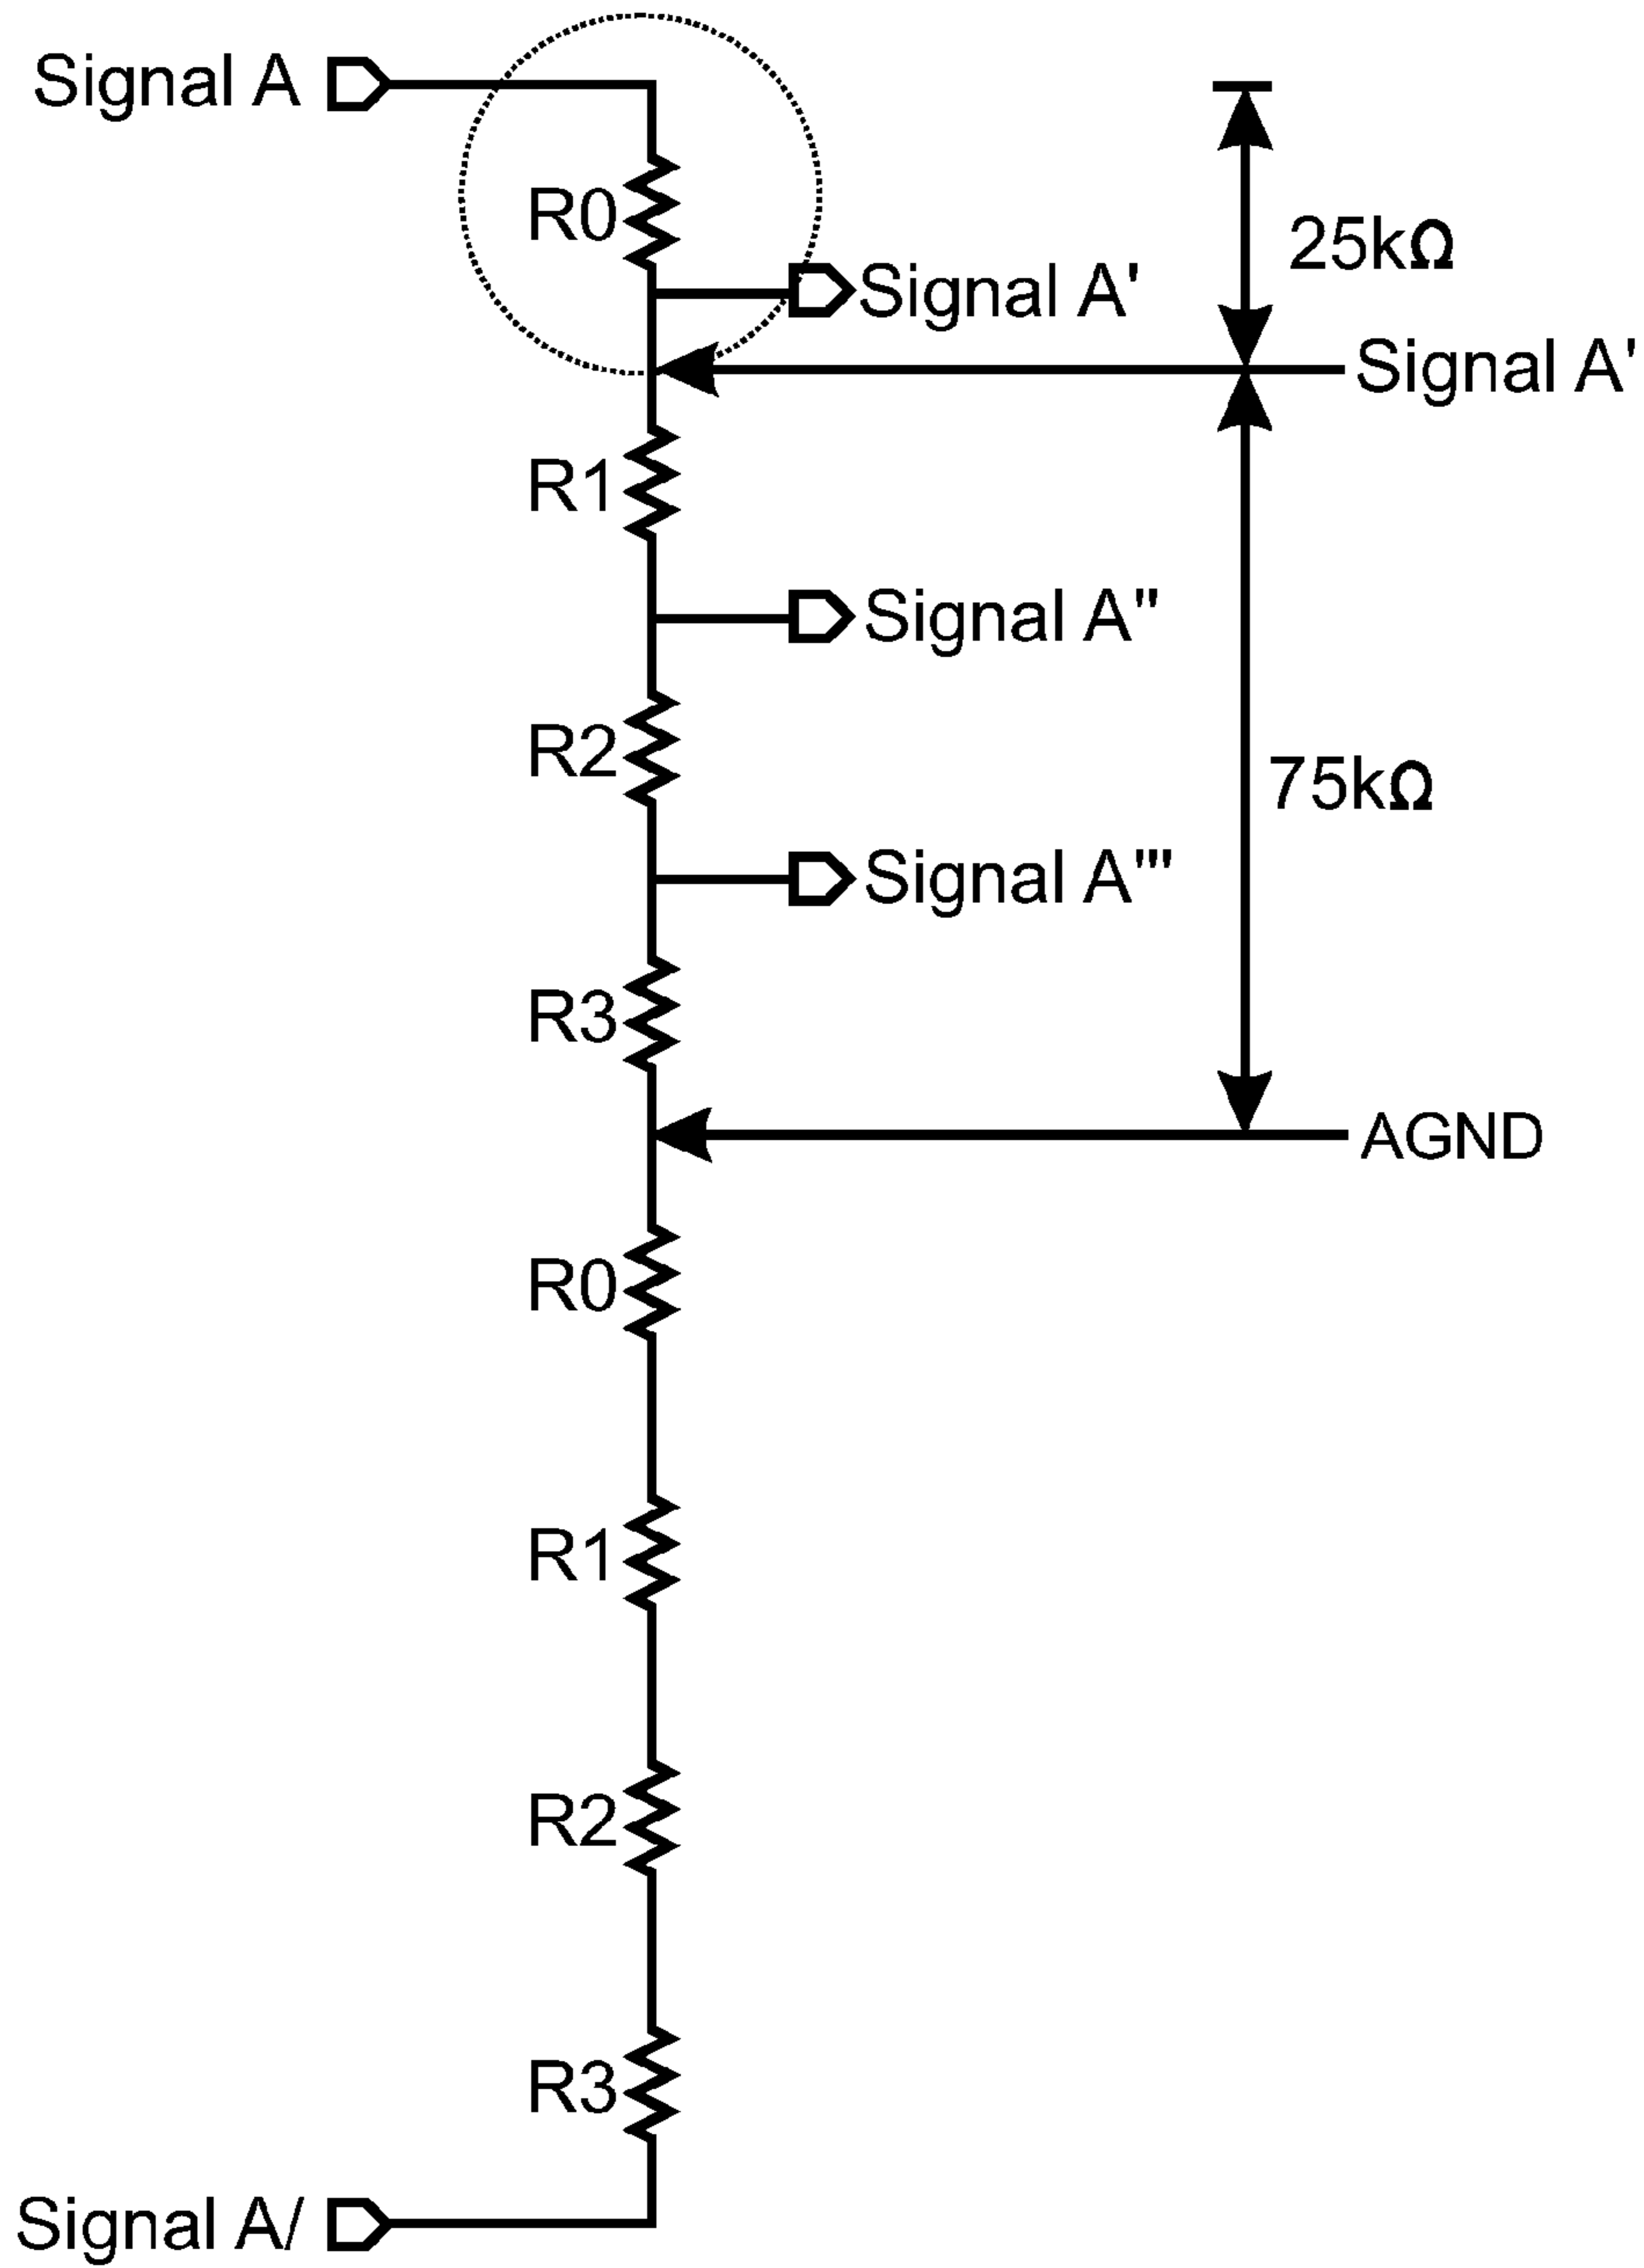 Signal A
R0
25kΩ
Signal A'
Signal A'
R1
Signal A"
R2
75kΩ
Signal A'''
R3
AGND
R0
R1
R2
R3
Signal A/